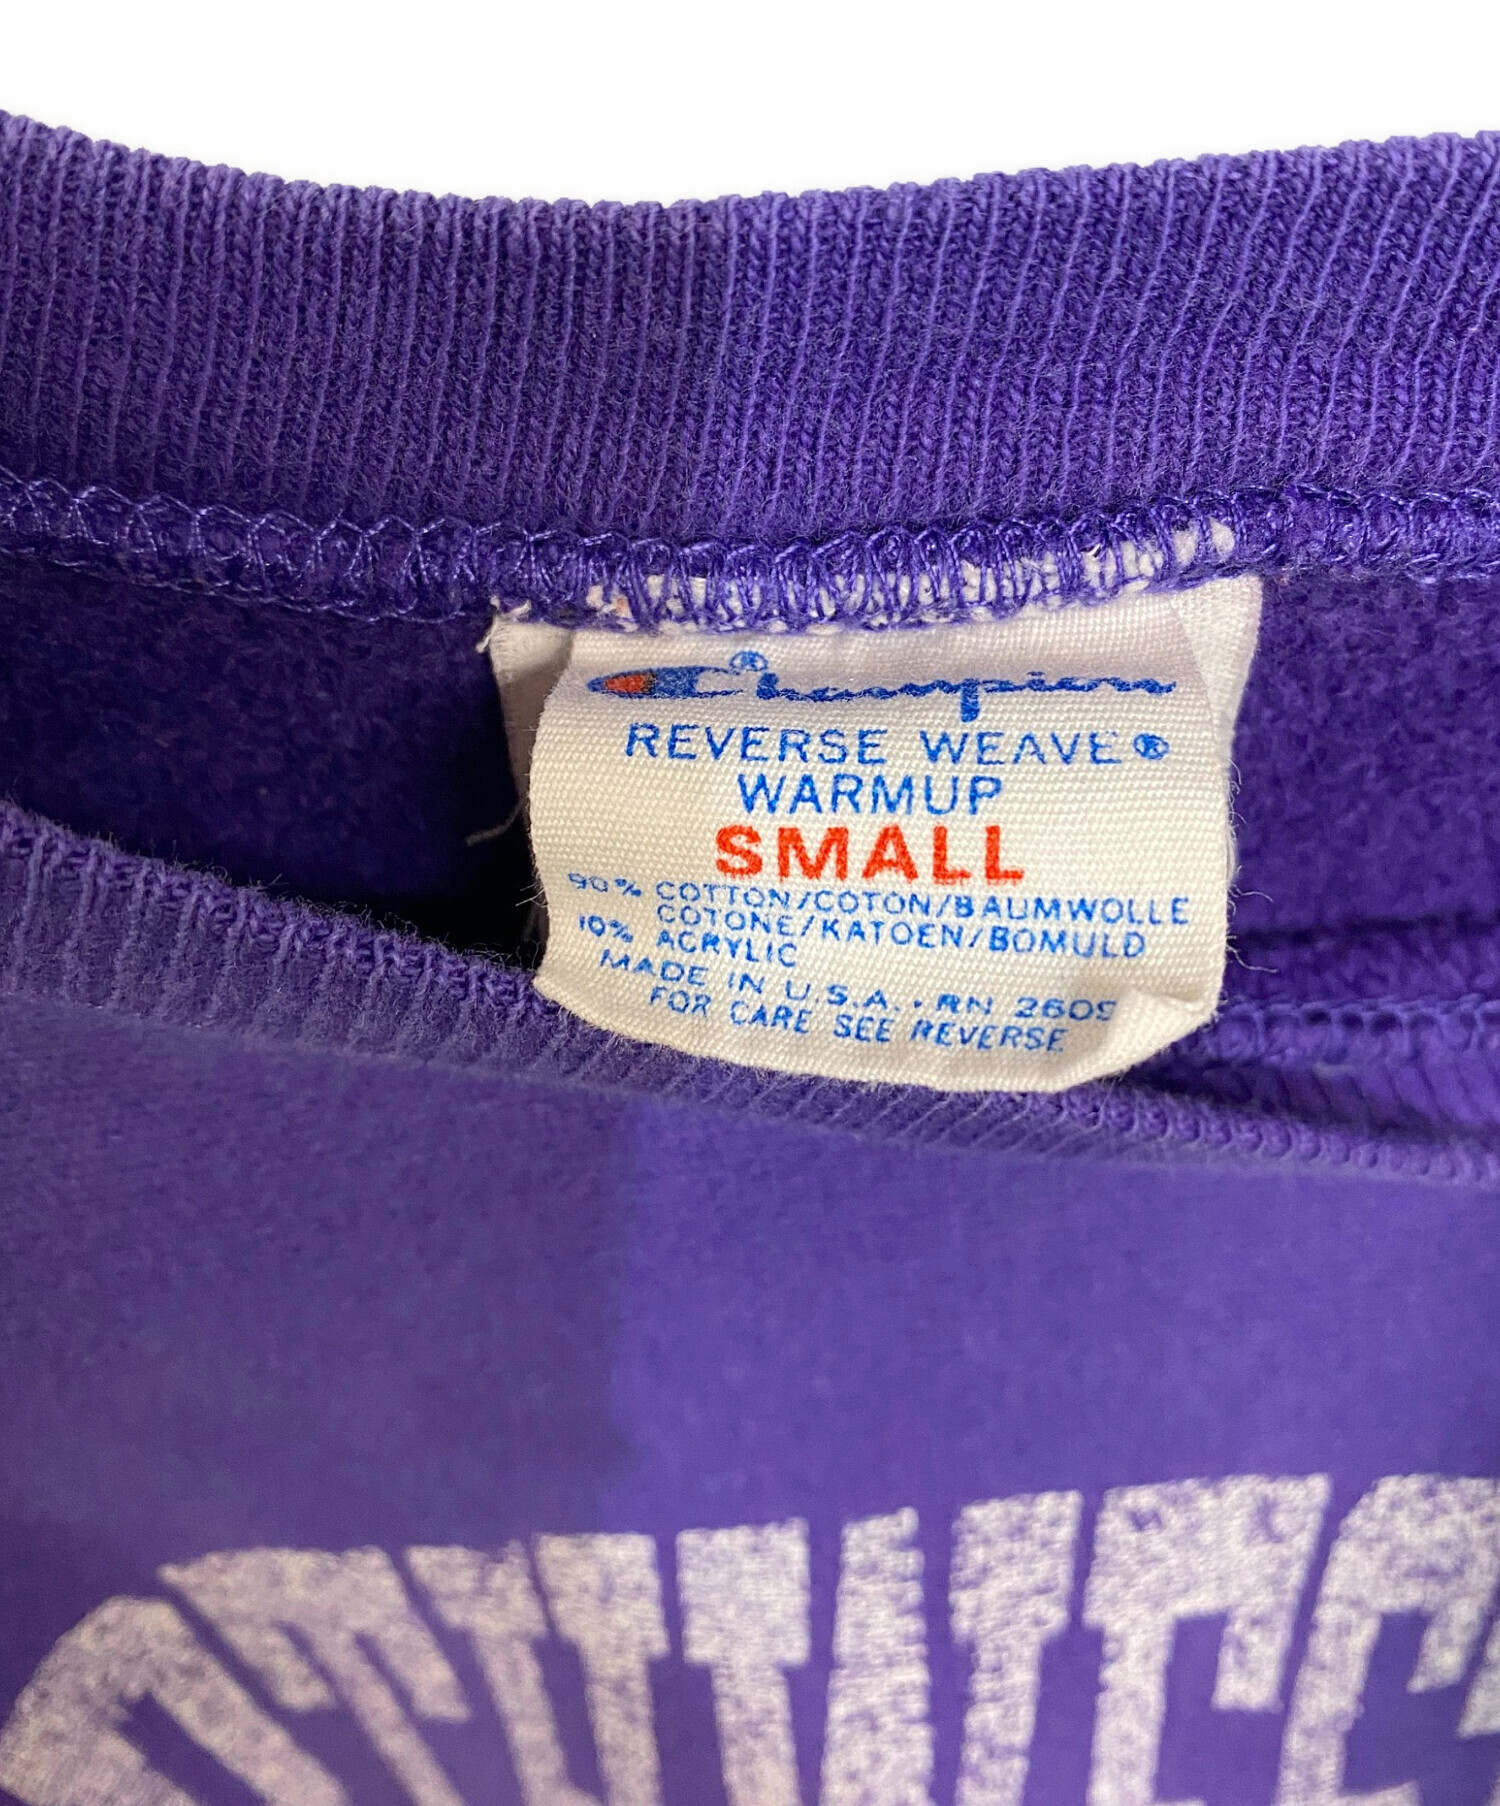 Champion®
REVERSE WEAVE®
WARMUP
SMALL
90% COTTON/COTON/BAUMWOLLE
COTONE/KATOEN/BOMULD
10% ACRYLIC
MADE IN U.S.A. • RN 26095
FOR CARE SEE REVERSE